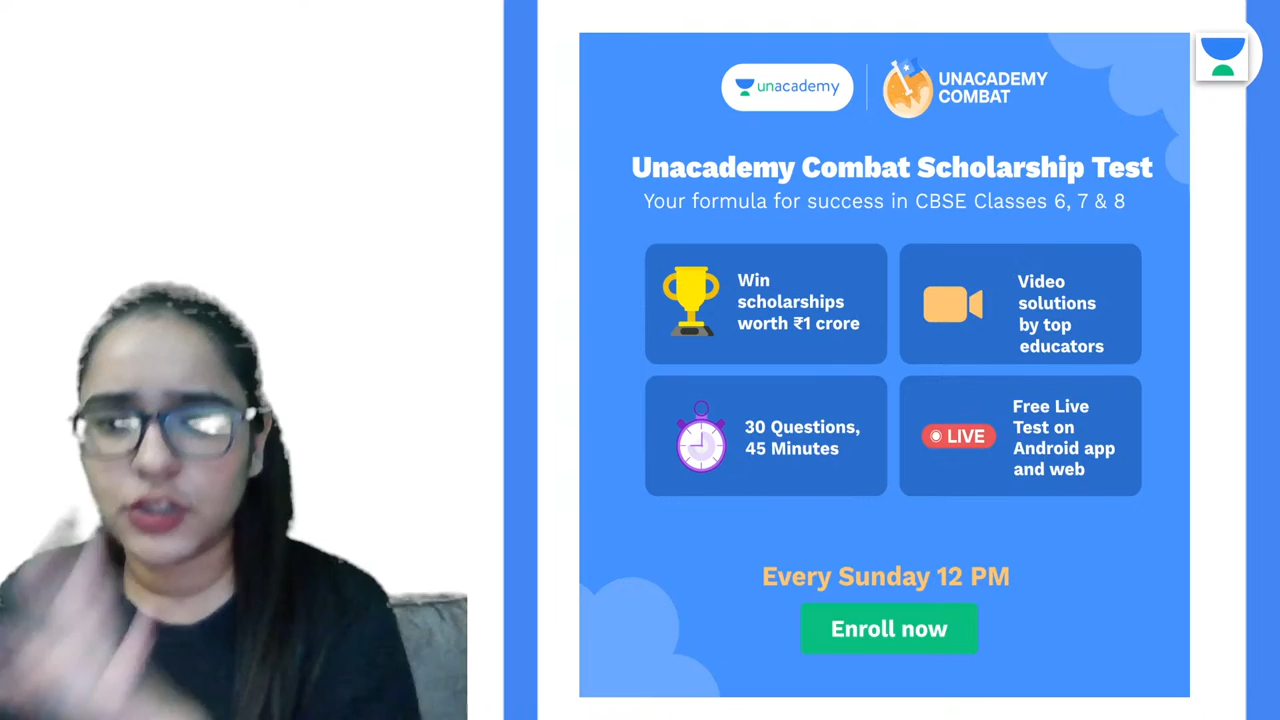 unacademy
UNACADEMY
COMBAT
Unacademy Combat Scholarship Test
Your formula for success in CBSE Classes 6, 7 & 8
Win
scholarships
worth ₹1 crore
Video
solutions
by top
educators
30 Questions,
45 Minutes
LIVE
Free Live
Test on
Android app
and web
Every Sunday 12 PM
Enroll now